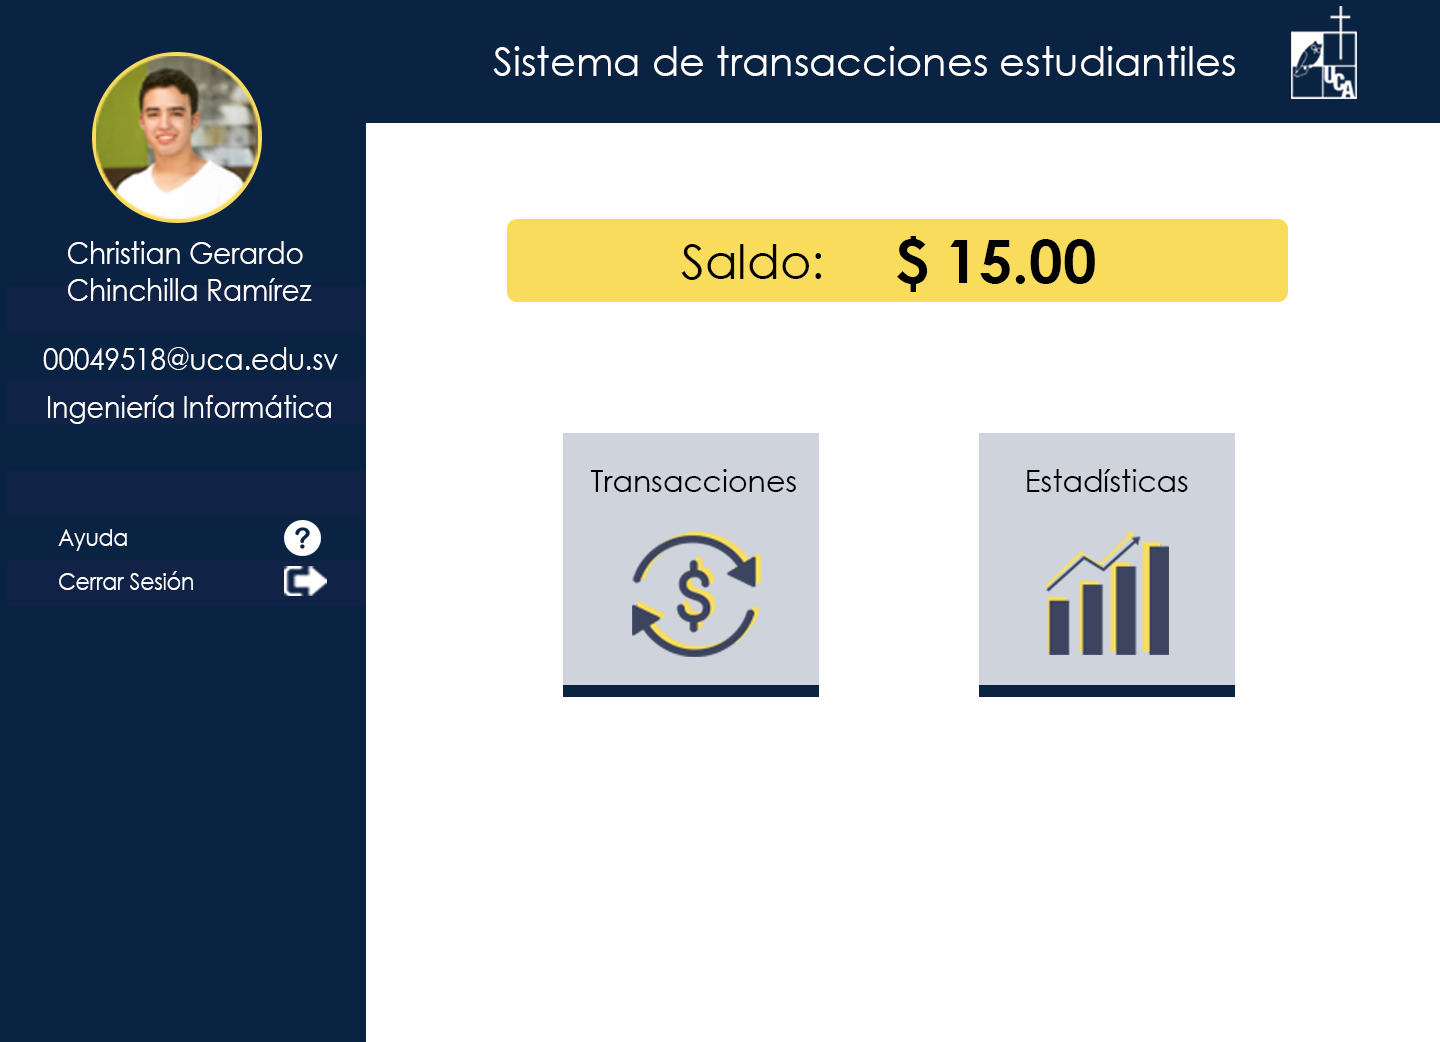 Sistema de transacciones estudiantiles
UCA
Christian Gerardo
Chinchilla Ramírez
00049518@uca.edu.sv
Ingeniería Informática
Ayuda ?
Cerrar Sesión
Saldo: $ 15.00
Transacciones
$
Estadísticas